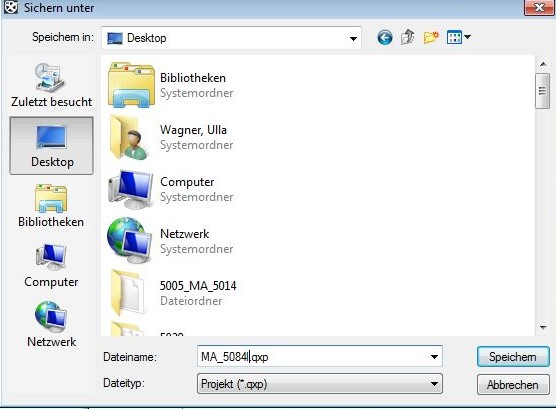 Sichern unter
Speichern in:
Desktop
Zuletzt besucht
Desktop
Bibliotheken
Computer
Netzwerk
Bibliotheken
Systemordner
Wagner, Ulla
Systemordner
Computer
Systemordner
Netzwerk
Systemordner
5005_MA_5014
Dateiordner
Dateiname:
MA_5084.qxp
Speichern
Dateityp:
Projekt (*.qxp)
Abbrechen